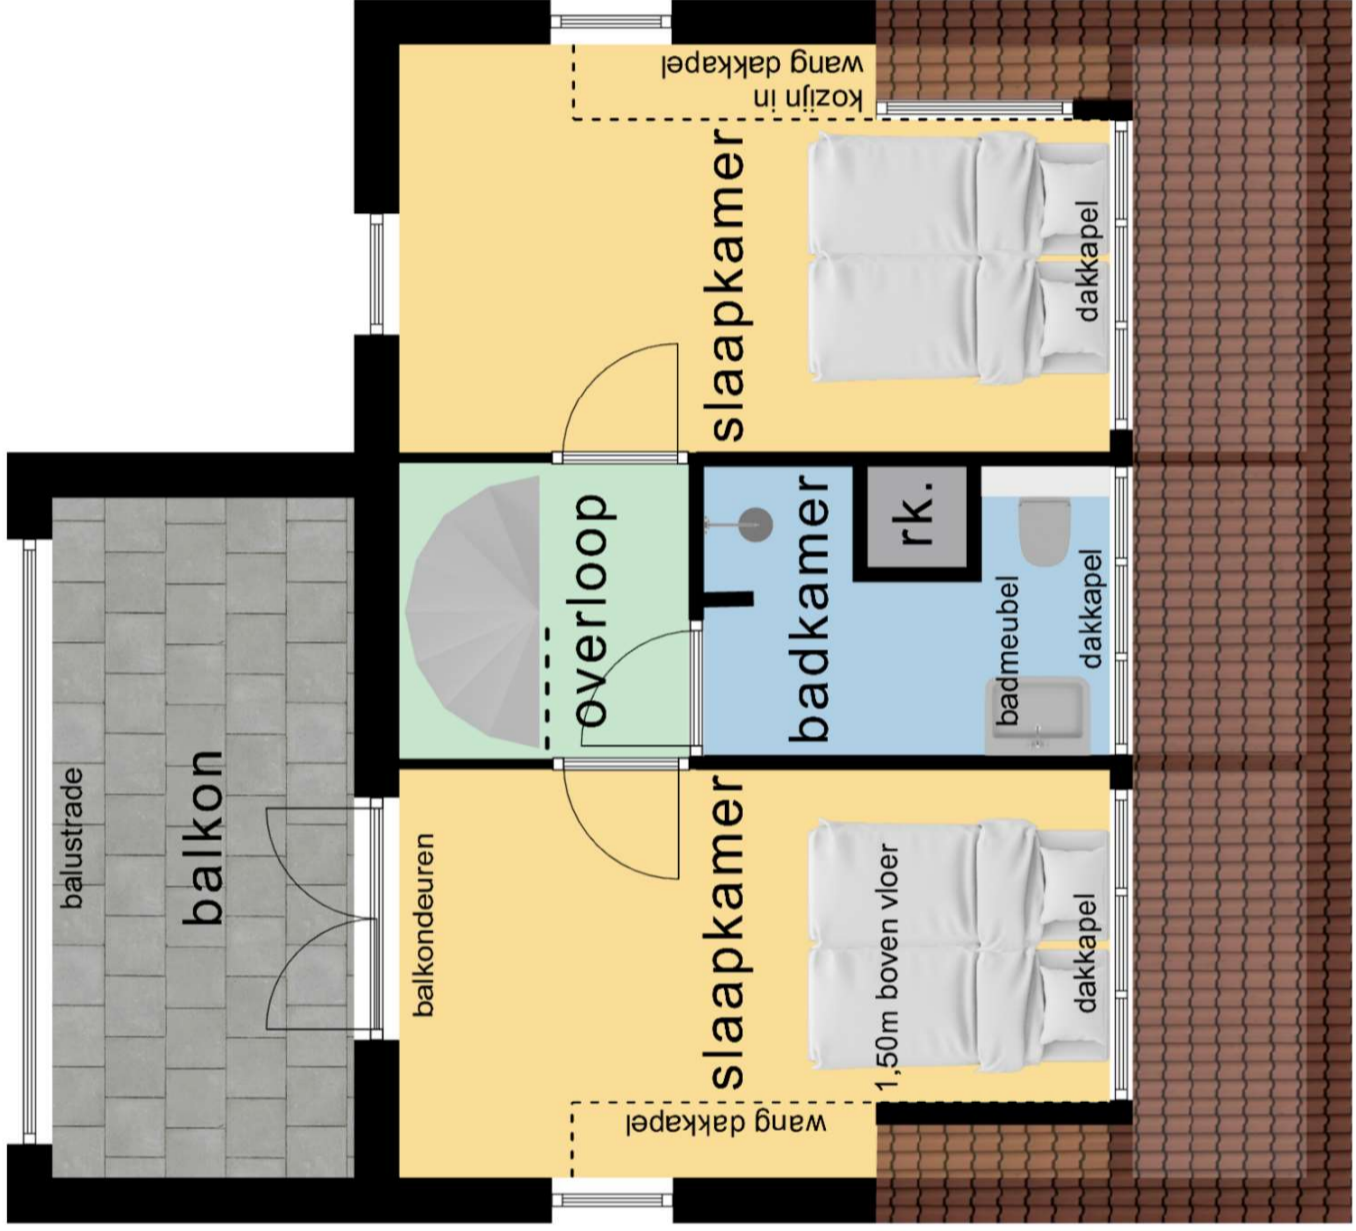 wang dakkapel
kozijn in
slaapkamer
dakkapel
overloop
badkamer
rk.
badmeubel
dakkapel
balustrade
balkon
balkondeuren
slaapkamer
1,50m boven vloer
dakkapel
wang dakkapel